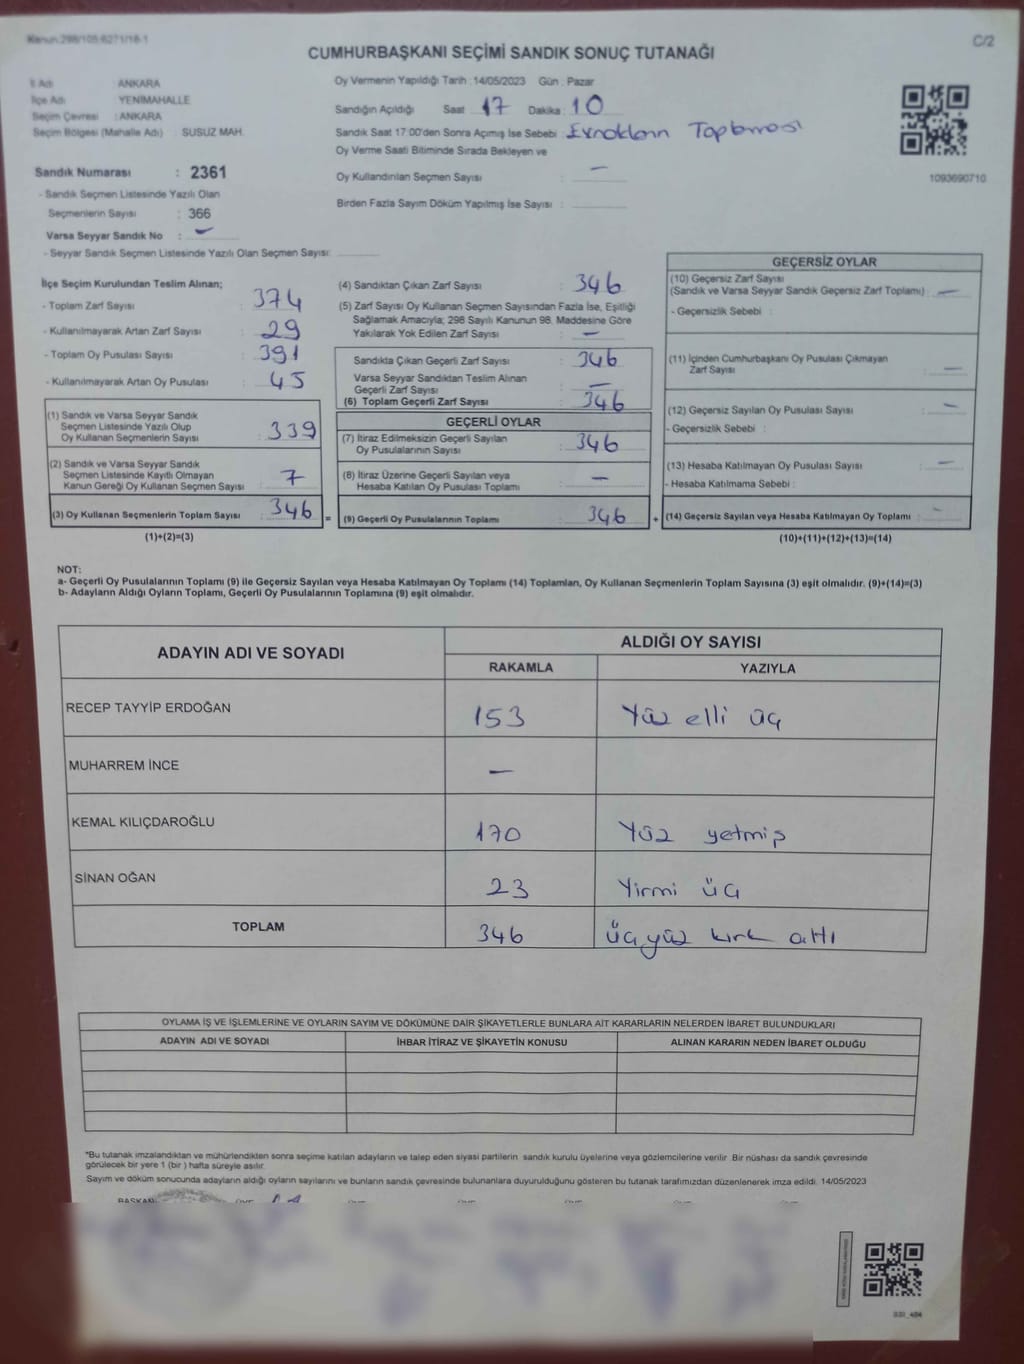 Kanun:298/105-6271/18-1
C/2
CUMHURBAŞKANI SEÇİMİ SANDIK SONUÇ TUTANAĞI
İl Adı : ANKARA
İlçe Adı : YENİMAHALLE
Seçim Çevresi : ANKARA
Seçim Bölgesi (Mahalle Adı) : SUSUZ MAH.
Sandık Numarası : 2361
- Sandık Seçmen Listesinde Yazılı Olan
Seçmenlerin Sayısı : 366
Varsa Seyyar Sandık No : -
- Seyyar Sandık Seçmen Listesinde Yazılı Olan Seçmen Sayısı:
Oy Vermenin Yapıldığı Tarih :14/05/2023 Gün : Pazar
Sandığın Açıldığı Saat 17 Dakika : 10
Sandık Saat 17:00'den Sonra Açımış İse Sebebi : Evrakların Toplaması
Oy Verme Saati Bitiminde Sırada Bekleyen ve
Oy Kullandırılan Seçmen Sayısı : -
Birden Fazla Sayım Döküm Yapılmış İse Sayısı :
1093690710
İlçe Seçim Kurulundan Teslim Alınan;
- Toplam Zarf Sayısı : 374
- Kullanılmayarak Artan Zarf Sayısı : 29
- Toplam Oy Pusulası Sayısı : 391
- Kullanılmayarak Artan Oy Pusulası : 45
(1) Sandık ve Varsa Seyyar Sandık
Seçmen Listesinde Yazılı Olup
Oy Kullanan Seçmenlerin Sayısı : 339
(2) Sandık ve Varsa Seyyar Sandık
Seçmen Listesinde Kayıtlı Olmayan
Kanun Gereği Oy Kullanan Seçmen Sayısı : 7
(3) Oy Kullanan Seçmenlerin Toplam Sayısı : 346 =
(1)+(2)=(3)
(4) Sandıktan Çıkan Zarf Sayısı : 346
(5) Zarf Sayısı Oy Kullanan Seçmen Sayısından Fazla İse, Eşitliği
Sağlamak Amacıyla; 298 Sayılı Kanunun 98. Maddesine Göre
Yakılarak Yok Edilen Zarf Sayısı : -
Sandıkta Çıkan Geçerli Zarf Sayısı : 346
Varsa Seyyar Sandıktan Teslim Alınan
Geçerli Zarf Sayısı : -
(6) Toplam Geçerli Zarf Sayısı : 346
GEÇERLİ OYLAR
(7) İtiraz Edilmeksizin Geçerli Sayılan
Oy Pusulalarının Sayısı : 346
(8) İtiraz Üzerine Geçerli Sayılan veya
Hesaba Katılan Oy Pusulası Toplamı : -
(9) Geçerli Oy Pusulalarının Toplamı : 346 +
GEÇERSİZ OYLAR
(10) Geçersiz Zarf Sayısı
(Sandık ve Varsa Seyyar Sandık Geçersiz Zarf Toplamı) : -
- Geçersizlik Sebebi :
(11) İçinden Cumhurbaşkanı Oy Pusulası Çıkmayan
Zarf Sayısı : -
(12) Geçersiz Sayılan Oy Pusulası Sayısı : -
- Geçersizlik Sebebi :
(13) Hesaba Katılmayan Oy Pusulası Sayısı : -
- Hesaba Katılmama Sebebi :
(14) Geçersiz Sayılan veya Hesaba Katılmayan Oy Toplamı : -
(10)+(11)+(12)+(13)=(14)
NOT:
a- Geçerli Oy Pusulalarının Toplamı (9) ile Geçersiz Sayılan veya Hesaba Katılmayan Oy Toplamı (14) Toplamları, Oy Kullanan Seçmenlerin Toplam Sayısına (3) eşit olmalıdır. (9)+(14)=(3)
b- Adayların Aldığı Oyların Toplamı, Geçerli Oy Pusulalarının Toplamına (9) eşit olmalıdır.
ADAYIN ADI VE SOYADI ALDIĞI OY SAYISI
RAKAMLA YAZIYLA
RECEP TAYYİP ERDOĞAN 153 Yüz elli üç
MUHARREM İNCE -
KEMAL KILIÇDAROĞLU 170 Yüz yetmiş
SİNAN OĞAN 23 Yirmi üç
TOPLAM 346 üçyüz kırk altı
OYLAMA İŞ VE İŞLEMLERİNE VE OYLARIN SAYIM VE DÖKÜMÜNE DAİR ŞİKAYETLERLE BUNLARA AİT KARARLARIN NELERDEN İBARET BULUNDUKLARI
ADAYIN ADI VE SOYADI İHBAR İTİRAZ VE ŞİKAYETİN KONUSU ALINAN KARARIN NEDEN İBARET OLDUĞU
*Bu tutanak imzalandıktan ve mühürlendikten sonra seçime katılan adayların ve talep eden siyasi partilerin sandık kurulu üyelerine veya gözlemcilerine verilir. Bir nüshası da sandık çevresinde
görülecek bir yere 1 (bir) hafta süreyle asılır.
Sayım ve döküm sonucunda adayların aldığı oyların sayılarını ve bunların sandık çevresinde bulunanlara duyurulduğunu gösteren bu tutanak tarafımızdan düzenlenerek imza edildi. 14/05/2023
BAŞKAN